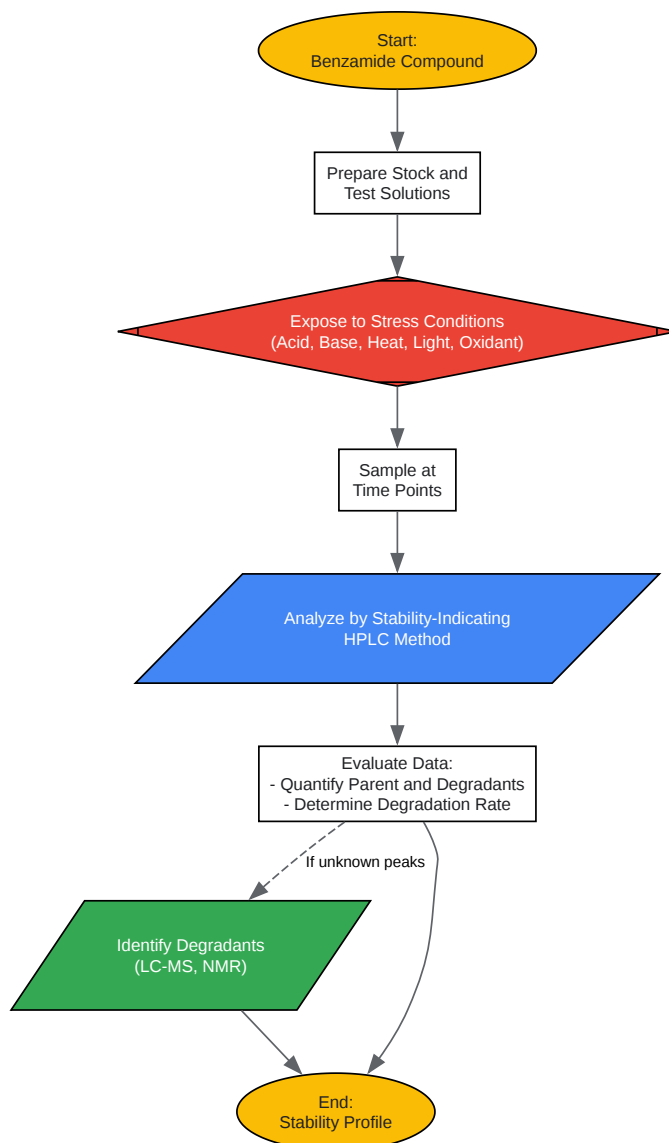 Start:
Benzamide Compound
Prepare Stock and
Test Solutions
Expose to Stress Conditions
(Acid, Base, Heat, Light, Oxidant)
Sample at
Time Points
Analyze by Stability-Indicating
HPLC Method
Evaluate Data:
- Quantify Parent and Degradants
- Determine Degradation Rate
If unknown peaks
Identify Degradants
(LC-MS, NMR)
End:
Stability Profile